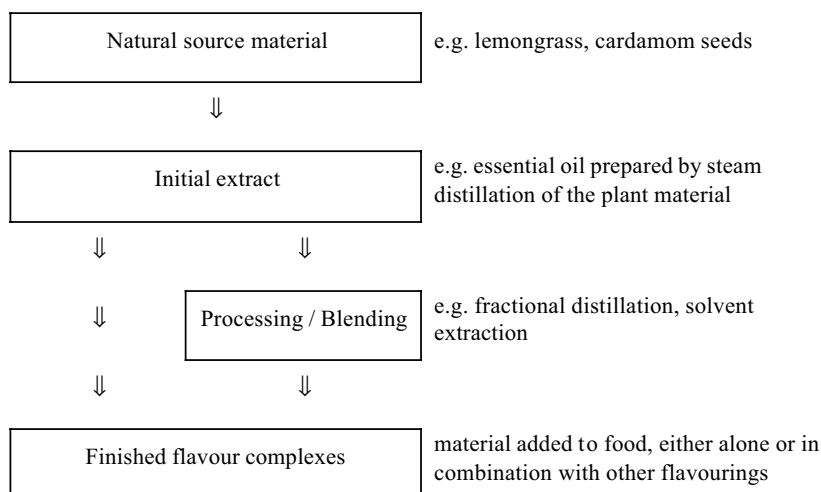 Natural source material
e.g. lemongrass, cardamom seeds
⇓
Initial extract
e.g. essential oil prepared by steam
distillation of the plant material
⇓ ⇓
⇓
Processing / Blending
e.g. fractional distillation, solvent
extraction
⇓ ⇓
Finished flavour complexes
material added to food, either alone or in
combination with other flavourings